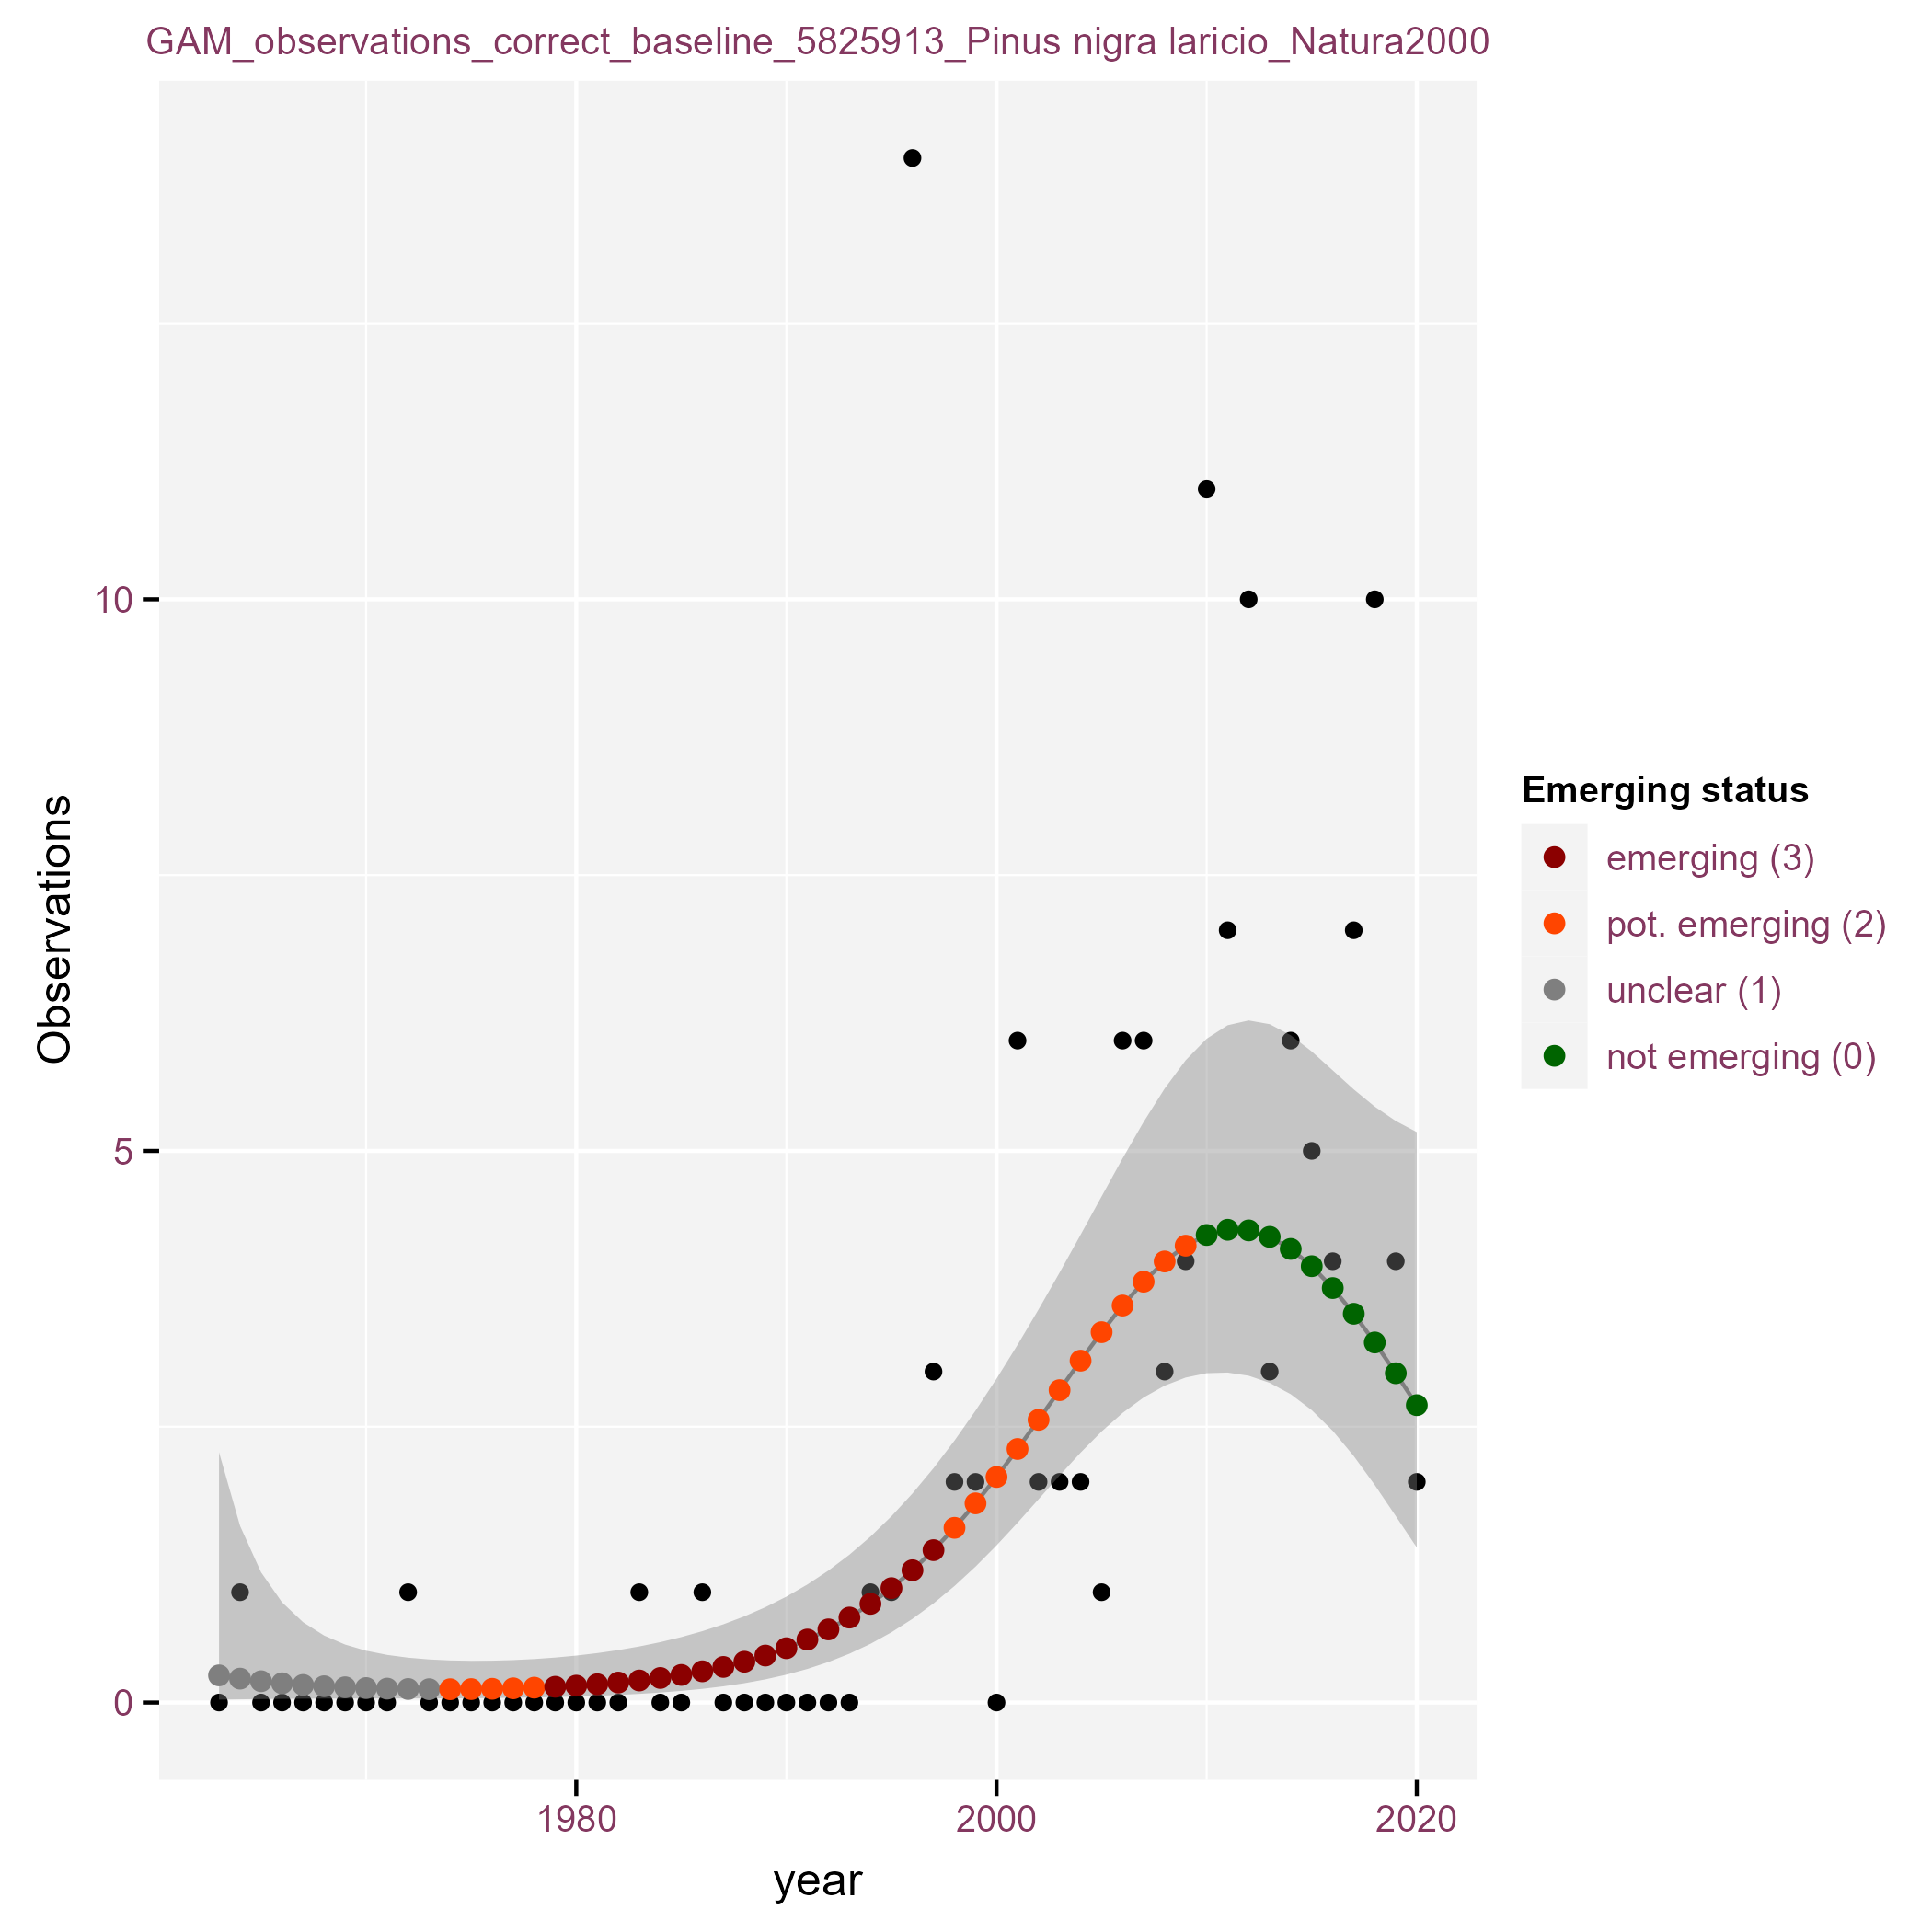 GAM_observations_correct_baseline_5825913_Pinus nigra laricio_Natura2000
Observations
10
5
0
1980
2000
2020
year
Emerging status
emerging (3)
pot. emerging (2)
unclear (1)
not emerging (0)